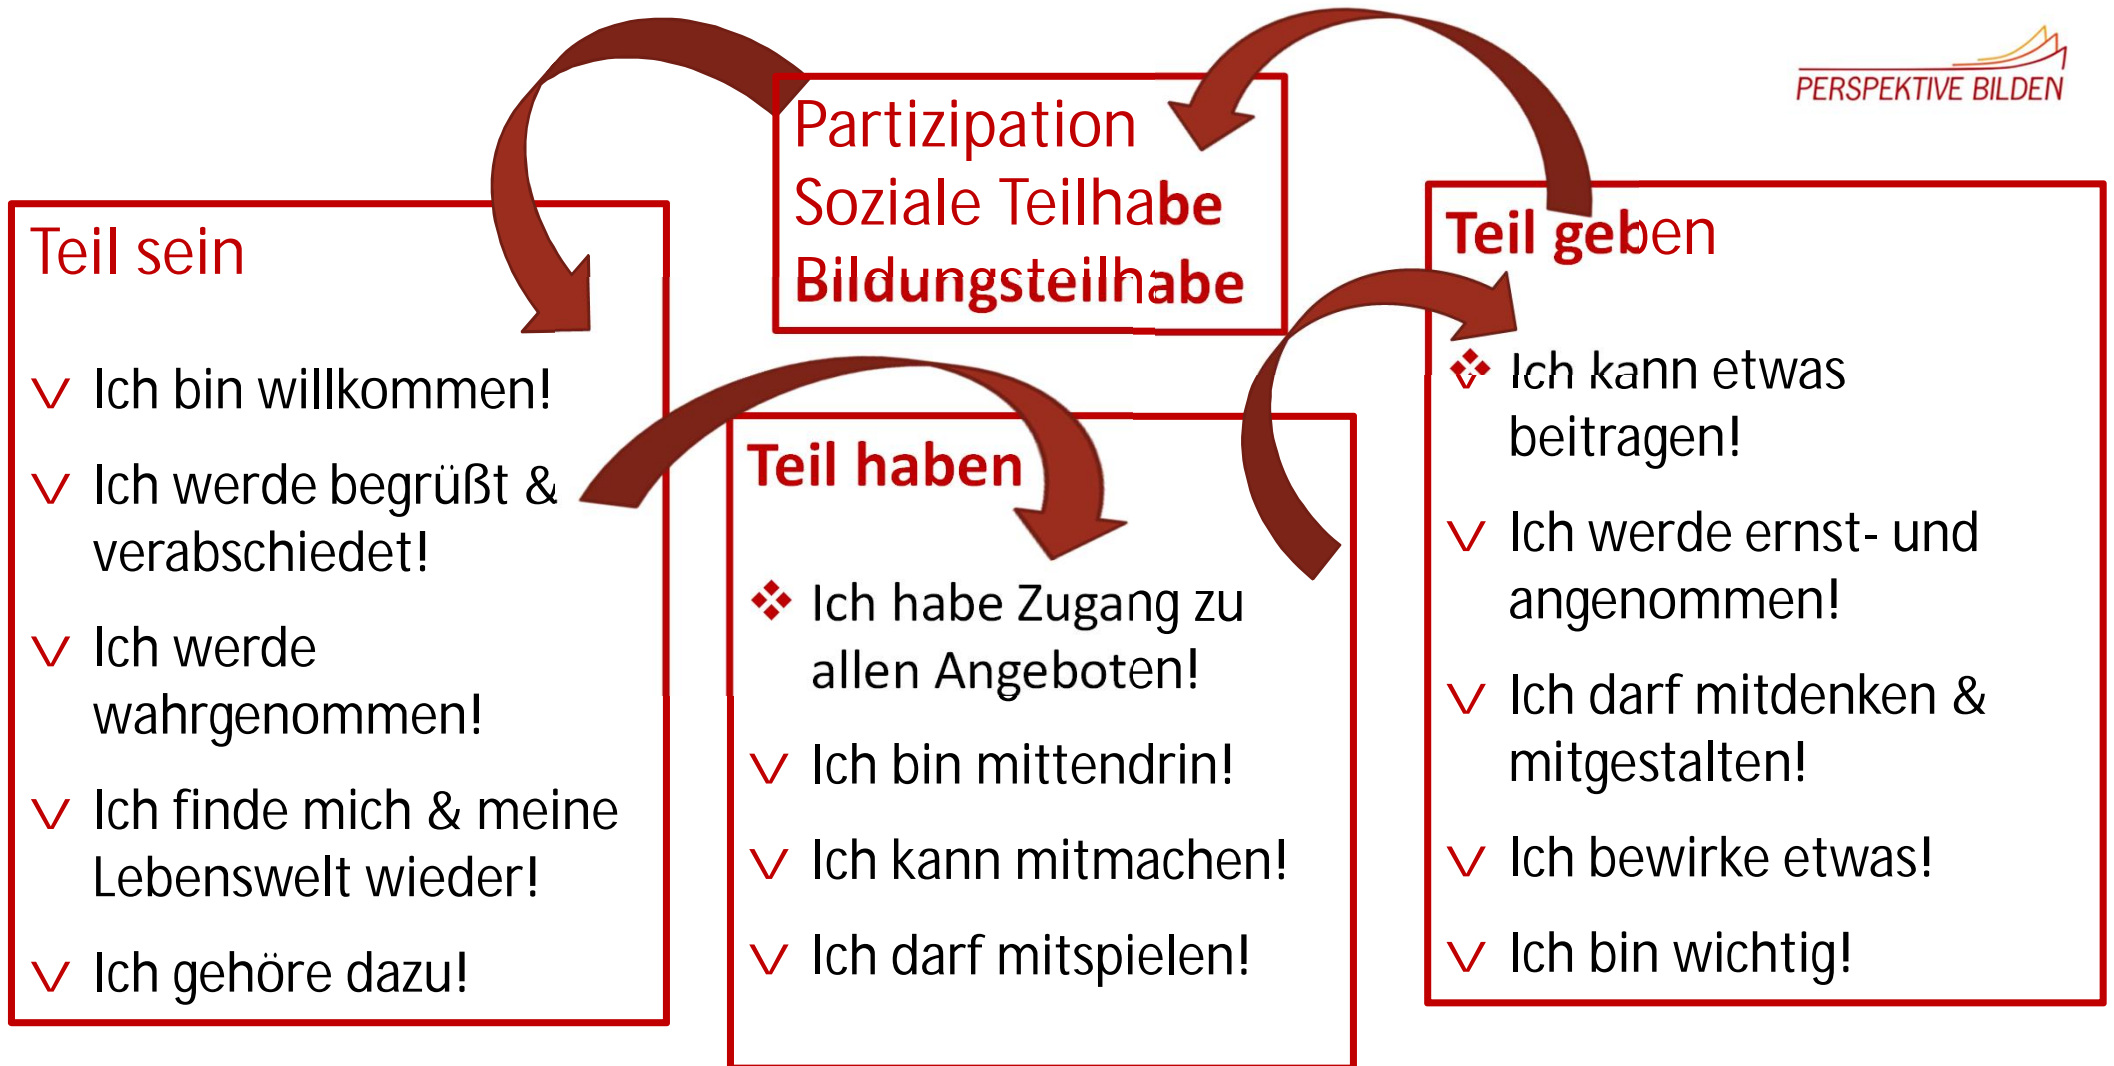 PERSPEKTIVE BILDEN
Partizipation
Soziale Teilhabe
Bildungsteilhabe
Teil sein
Ich bin willkommen!
Ich werde begrüßt &
verabschiedet!
Ich werde
wahrgenommen!
Ich finde mich & meine
Lebenswelt wieder!
Ich gehöre dazu!
Teil haben
Ich habe Zugang zu
allen Angeboten!
Ich bin mittendrin!
Ich kann mitmachen!
Ich darf mitspielen!
Teil geben
Ich kann etwas
beitragen!
Ich werde ernst- und
angenommen!
Ich darf mitdenken &
mitgestalten!
Ich bewirke etwas!
Ich bin wichtig!